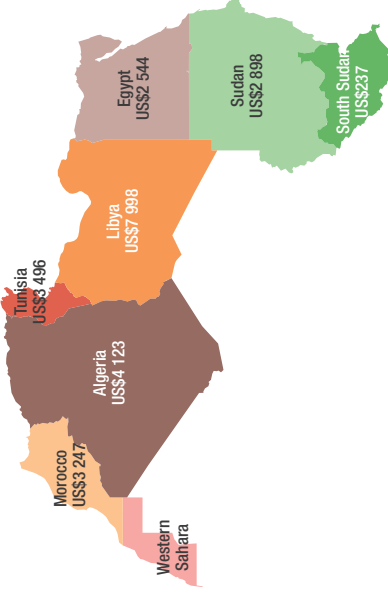 Tunisia
US$3 496
Morocco
US$3 247
Algeria
US$4 123
Libya
US$7 998
Egypt
US$2 544
Western
Sahara
Sudan
US$2 898
South Sudan
US$237